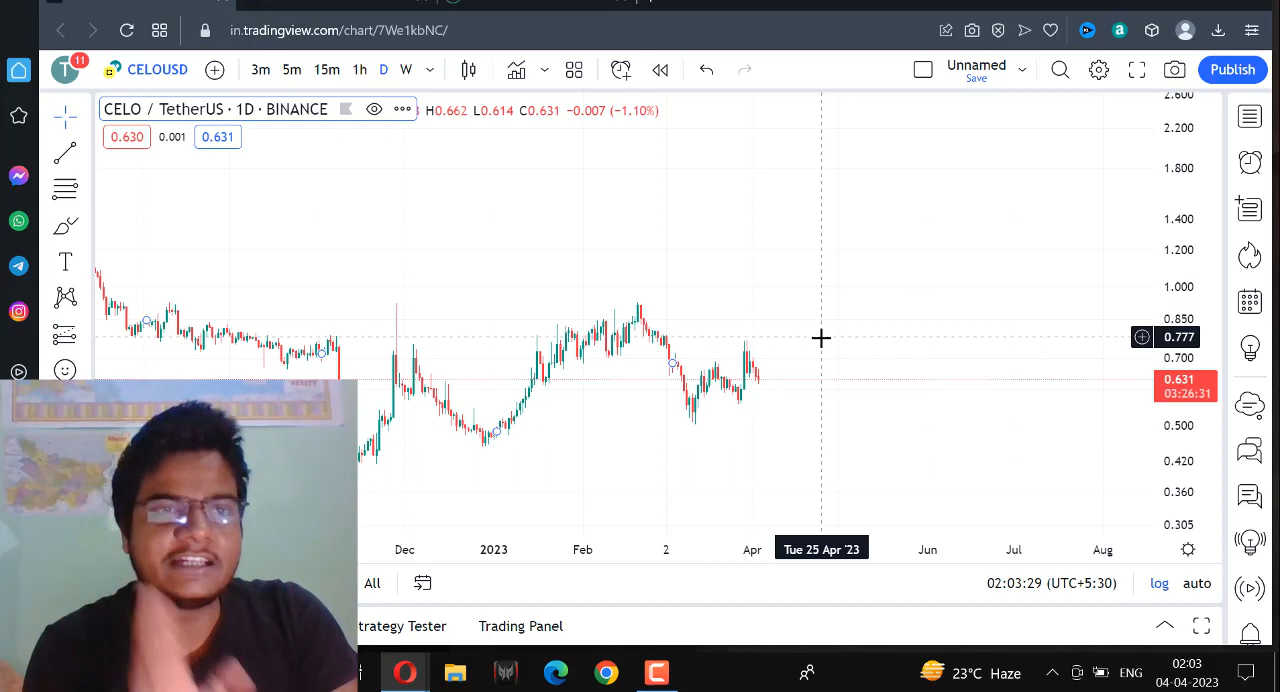 in.tradingview.com/chart/7We1kbNC/
T 11 CELOUSD 3m 5m 15m 1h D W Unnamed Save Publish
CELO / TetherUS · 1D · BINANCE H0.662 L0.614 C0.631 −0.007 (−1.10%)
0.630 0.001 0.631
2.600
2.200
1.800
1.400
1.200
1.000
0.850
0.777
0.700
0.631
03:26:31
0.500
0.420
0.360
0.305
Dec 2023 Feb 2 Apr Tue 25 Apr '23 Jun Jul Aug
All 02:03:29 (UTC+5:30) log auto
trategy Tester Trading Panel
23°C Haze ENG 02:03
04-04-2023